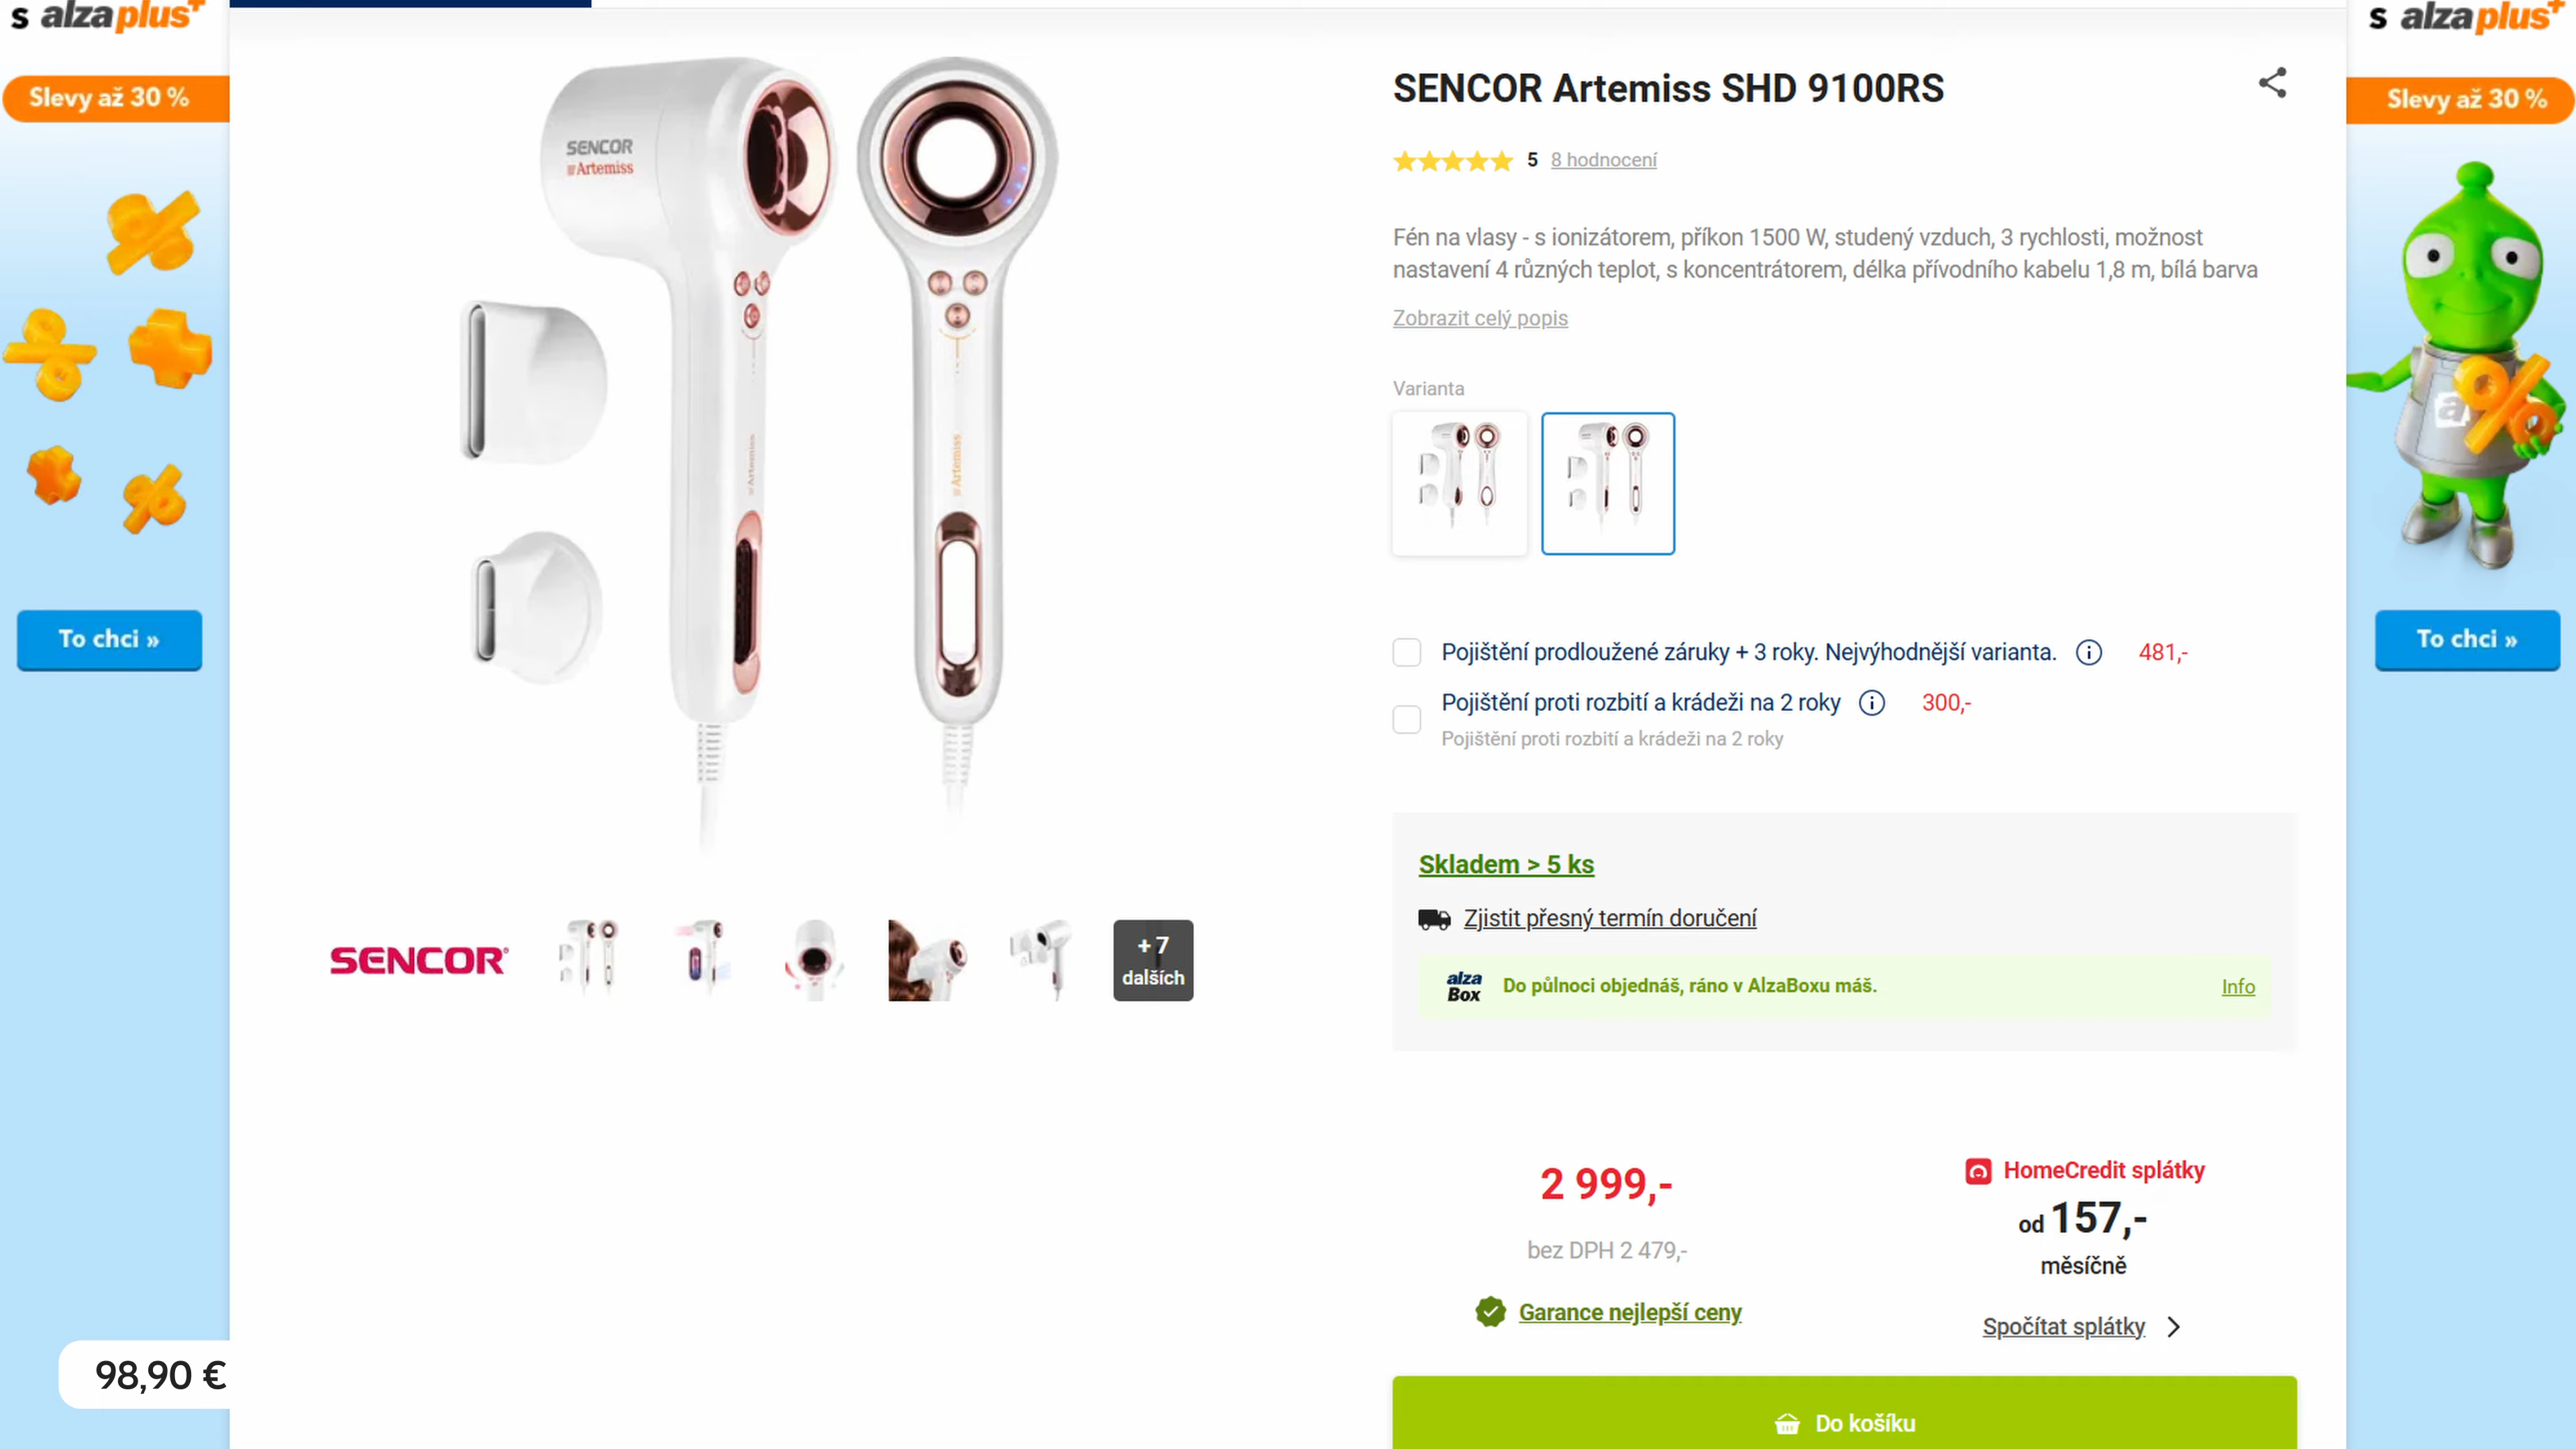 s alzaplus+
Slevy až 30 %
To chci »
98,90 €
SENCOR
Artemiss
Artemiss
Artemiss
SENCOR
+ 7
dalších
SENCOR Artemiss SHD 9100RS
5 8 hodnocení
Fén na vlasy - s ionizátorem, příkon 1500 W, studený vzduch, 3 rychlosti, možnost
nastavení 4 různých teplot, s koncentrátorem, délka přívodního kabelu 1,8 m, bílá barva
Zobrazit celý popis
Varianta
Pojištění prodloužené záruky + 3 roky. Nejvýhodnější varianta. 481,-
Pojištění proti rozbití a krádeži na 2 roky 300,-
Pojištění proti rozbití a krádeži na 2 roky
Skladem > 5 ks
Zjistit přesný termín doručení
alza
Box
Do půlnoci objednáš, ráno v AlzaBoxu máš.
Info
2 999,-
bez DPH 2 479,-
Garance nejlepší ceny
HomeCredit splátky
od 157,-
měsíčně
Spočítat splátky
Do košíku
s alzaplus+
Slevy až 30 %
a
To chci »